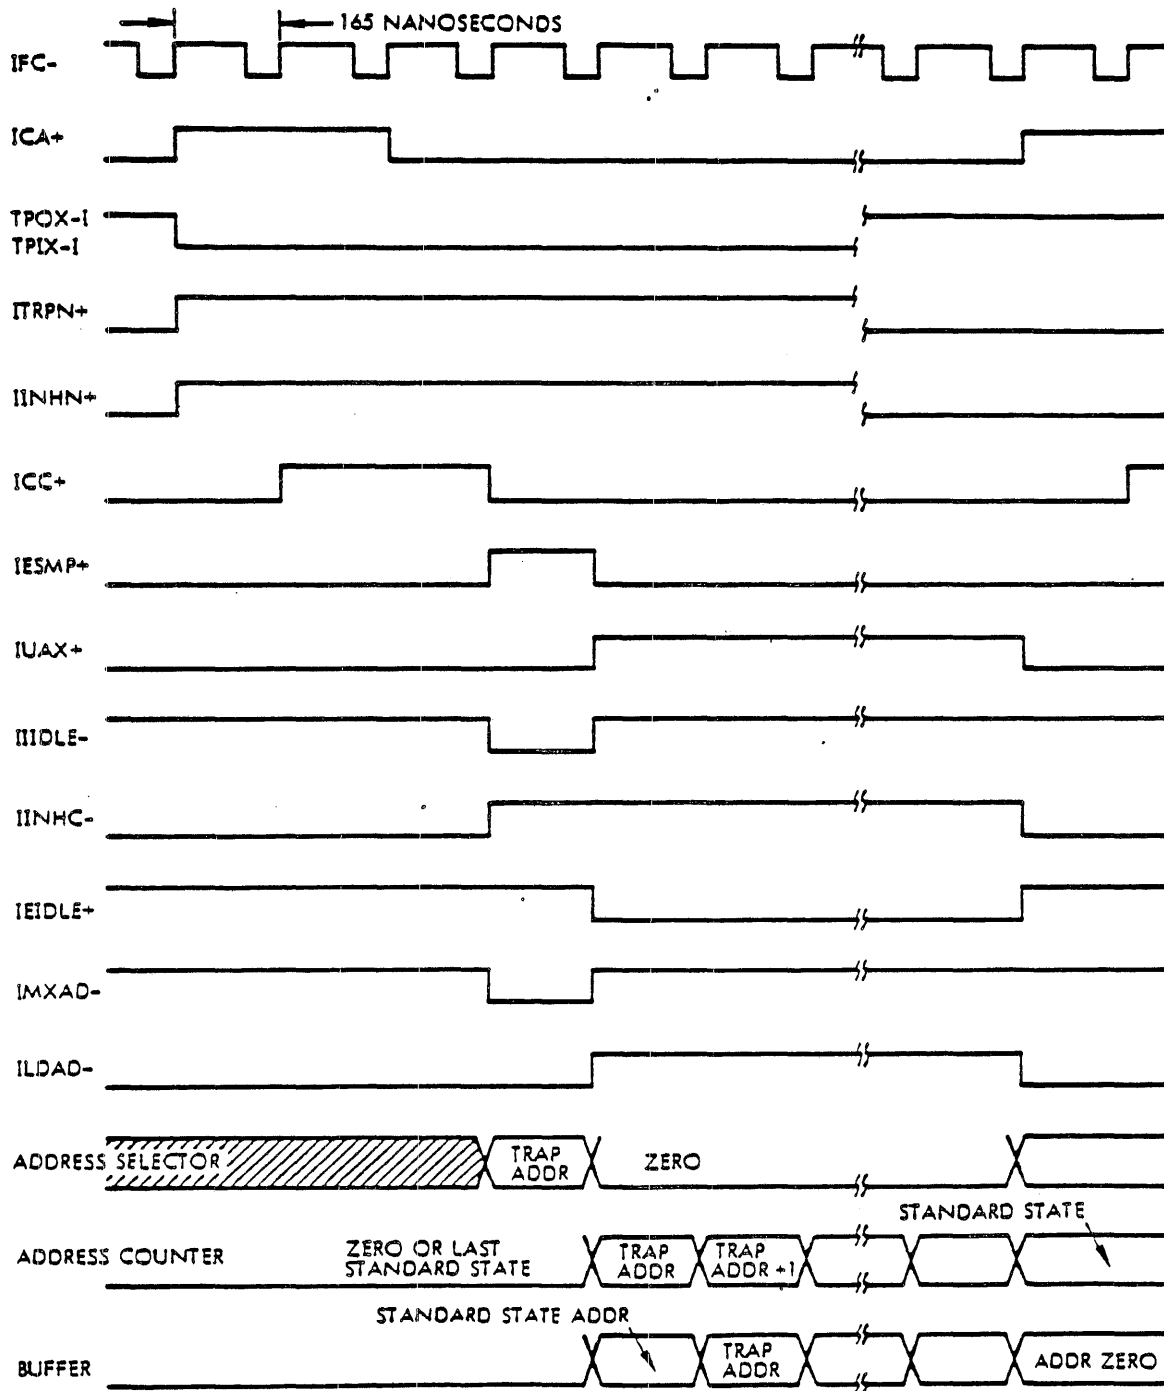 165 NANOSECONDS
IFC-
ICA+
TPOX-I
TPIX-I
ITRPN+
IINHN+
ICC+
IESMP+
IUAX+
IIIDLE-
IINHC-
IEIDLE+
IMXAD-
ILDAD-
ADDRESS SELECTOR
TRAP
ADDR
ZERO
STANDARD STATE
ADDRESS COUNTER
ZERO OR LAST
STANDARD STATE
TRAP
ADDR
TRAP
ADDR +1
STANDARD STATE ADDR
BUFFER
TRAP
ADDR
ADDR ZERO